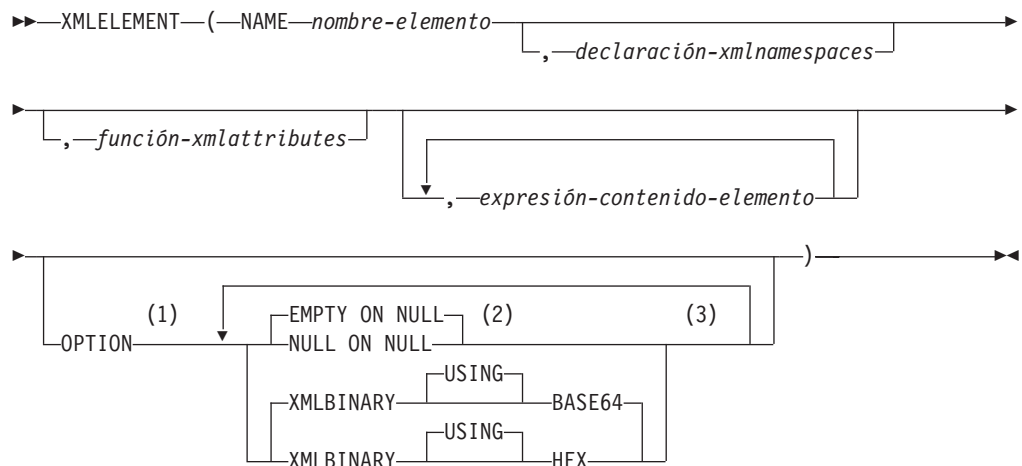 XMLELEMENT ( NAME nombre-elemento
, declaración-xmlnamespaces
, función-xmlattributes
, expresión-contenido-elemento
)
(1) EMPTY ON NULL (2) (3)
OPTION NULL ON NULL
USING
XMLBINARY BASE64
USING
XMLBINARY HEX